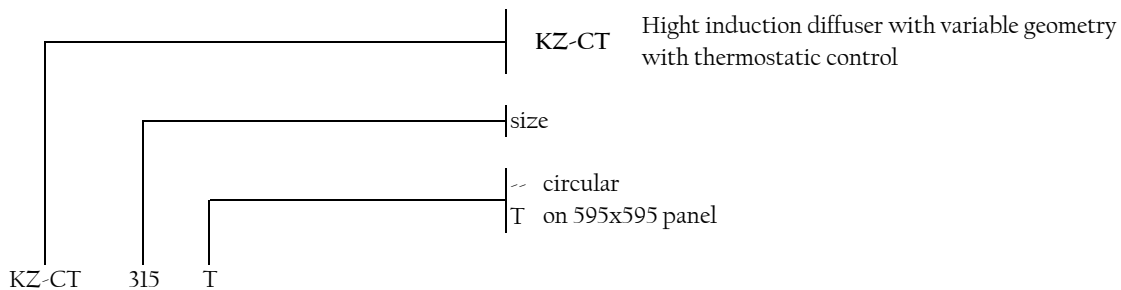 KZ-CT Hight induction diffuser with variable geometry
with thermostatic control
size
-- circular
T on 595x595 panel
KZ-CT 315 T